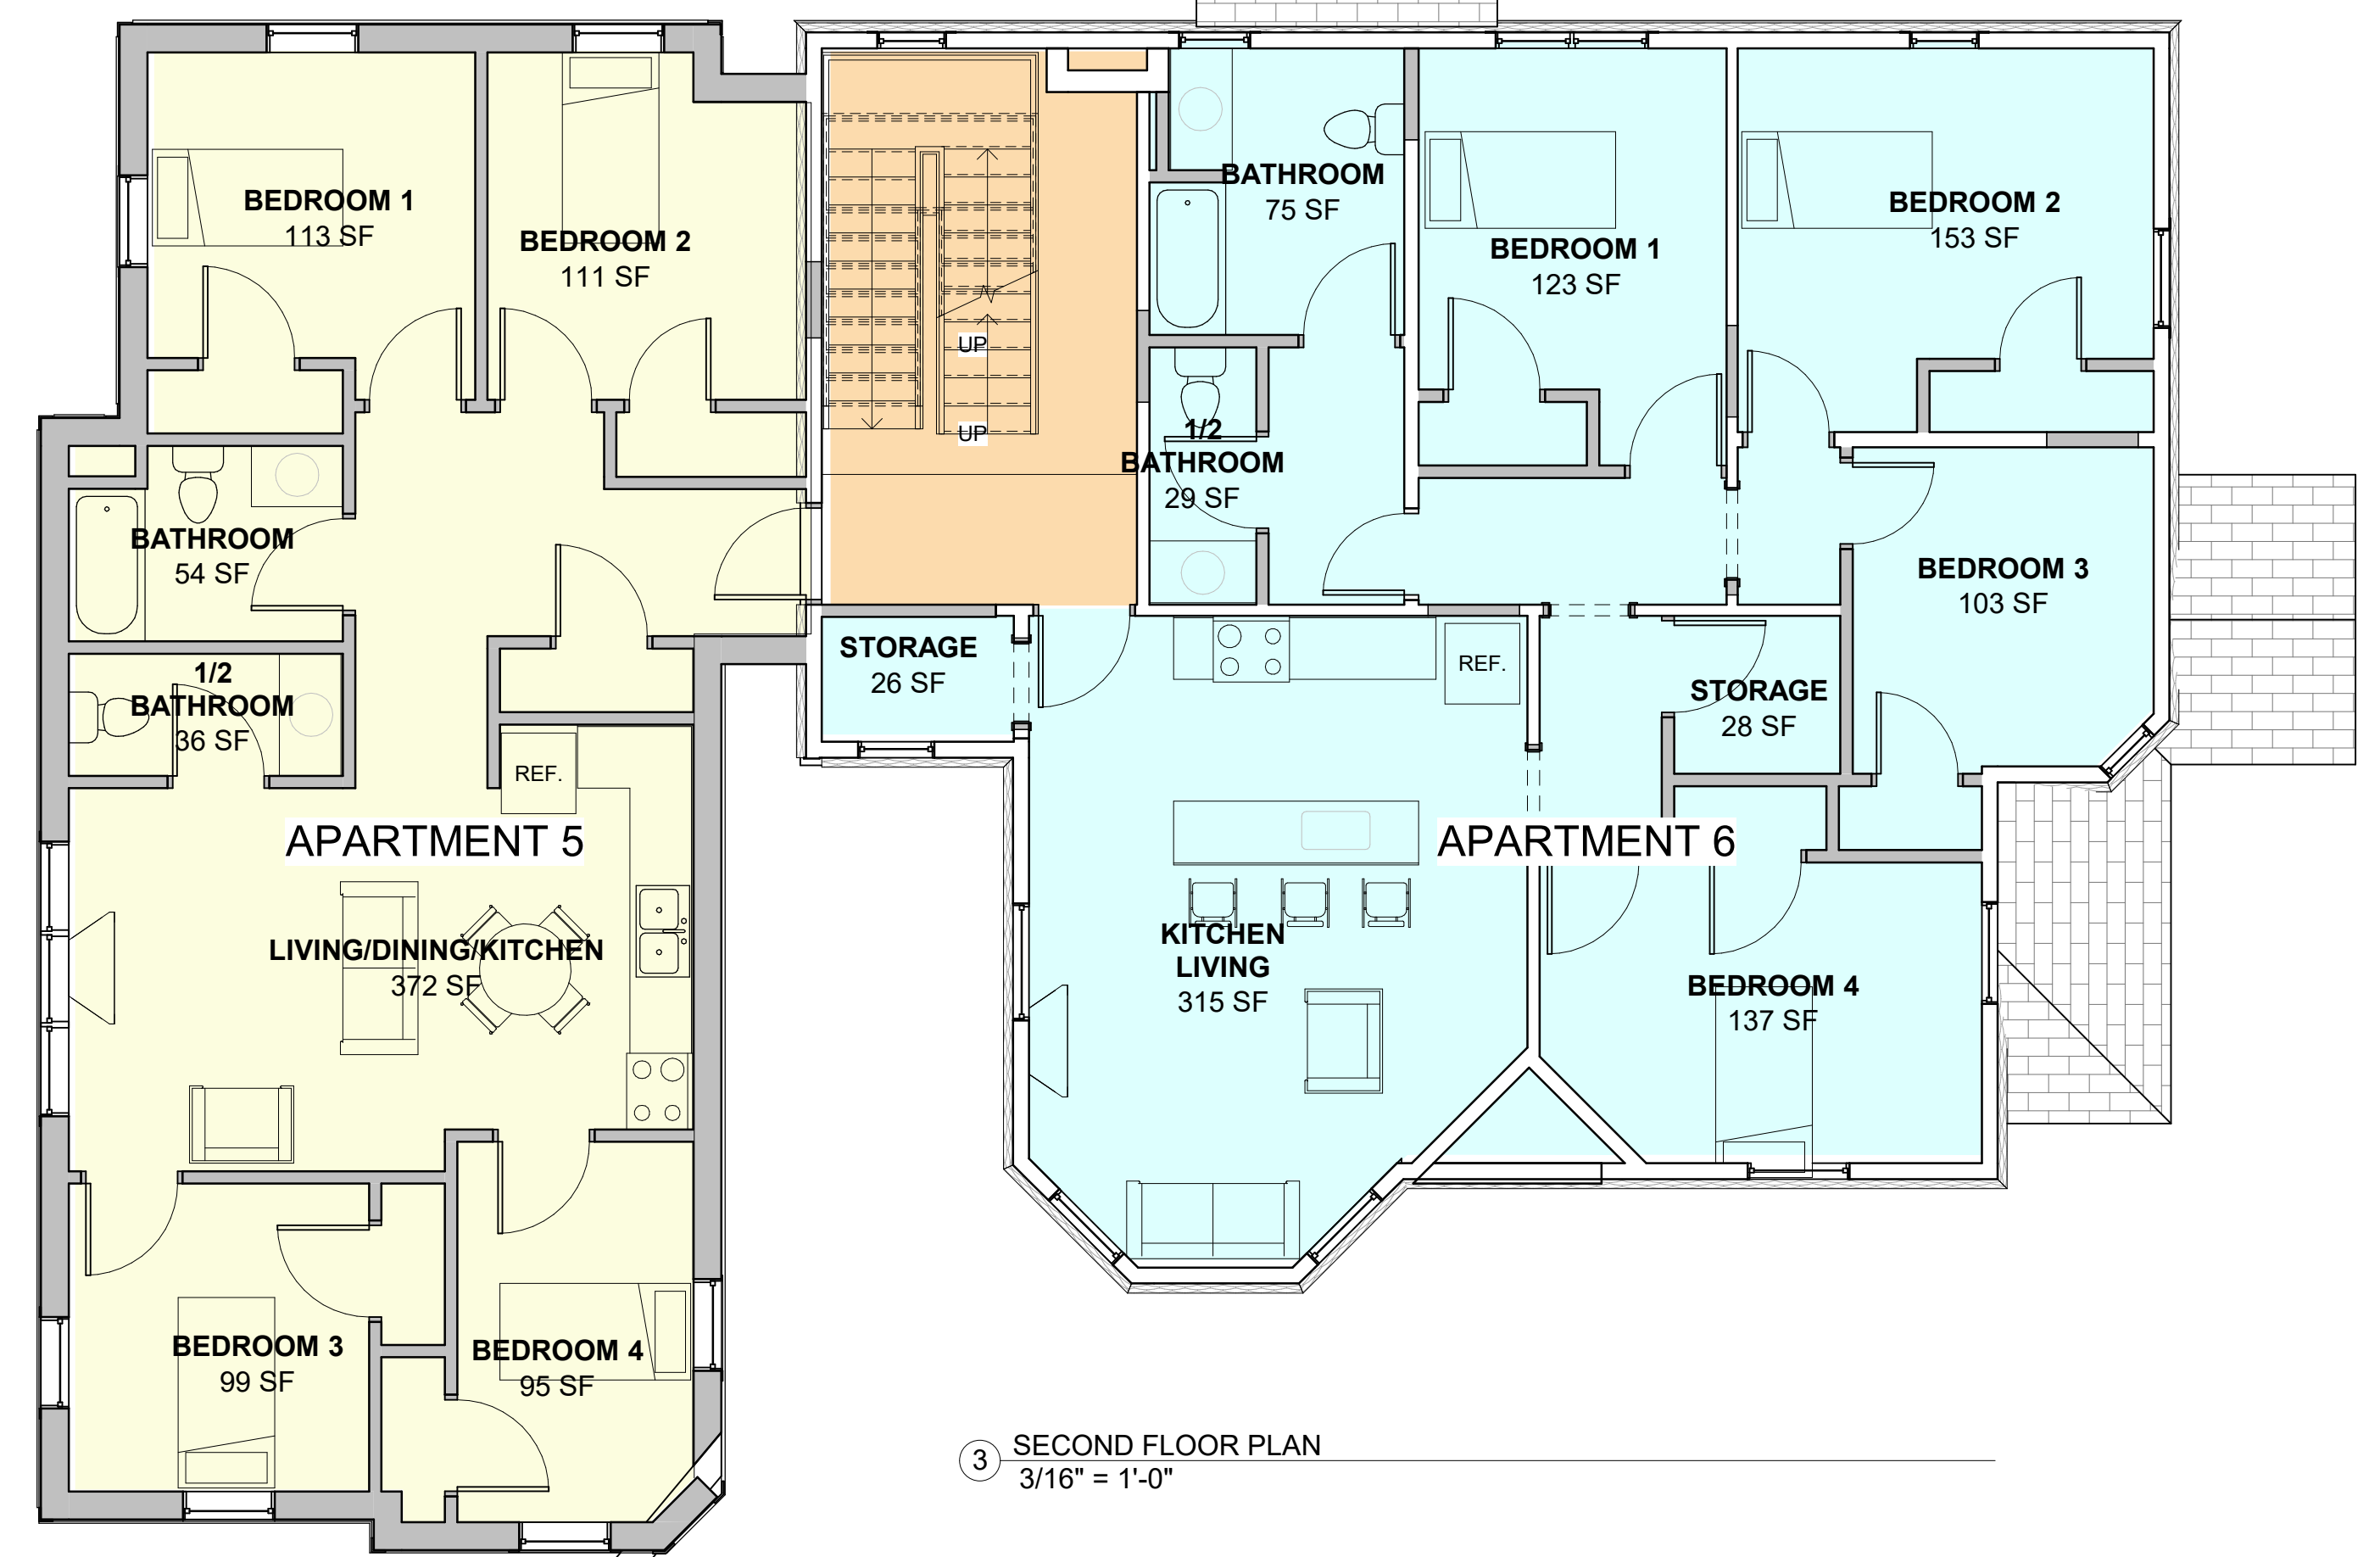 BEDROOM 1
113 SF
BEDROOM 2
111 SF
BATHROOM
54 SF
1/2
BATHROOM
36 SF
REF.
APARTMENT 5
LIVING/DINING/KITCHEN
372 SF
BEDROOM 3
99 SF
BEDROOM 4
95 SF
UP
UP
BATHROOM
75 SF
BEDROOM 1
123 SF
BEDROOM 2
153 SF
1/2
BATHROOM
29 SF
BEDROOM 3
103 SF
STORAGE
26 SF
REF.
STORAGE
28 SF
APARTMENT 6
KITCHEN
LIVING
315 SF
BEDROOM 4
137 SF
3
SECOND FLOOR PLAN
3/16" = 1'-0"